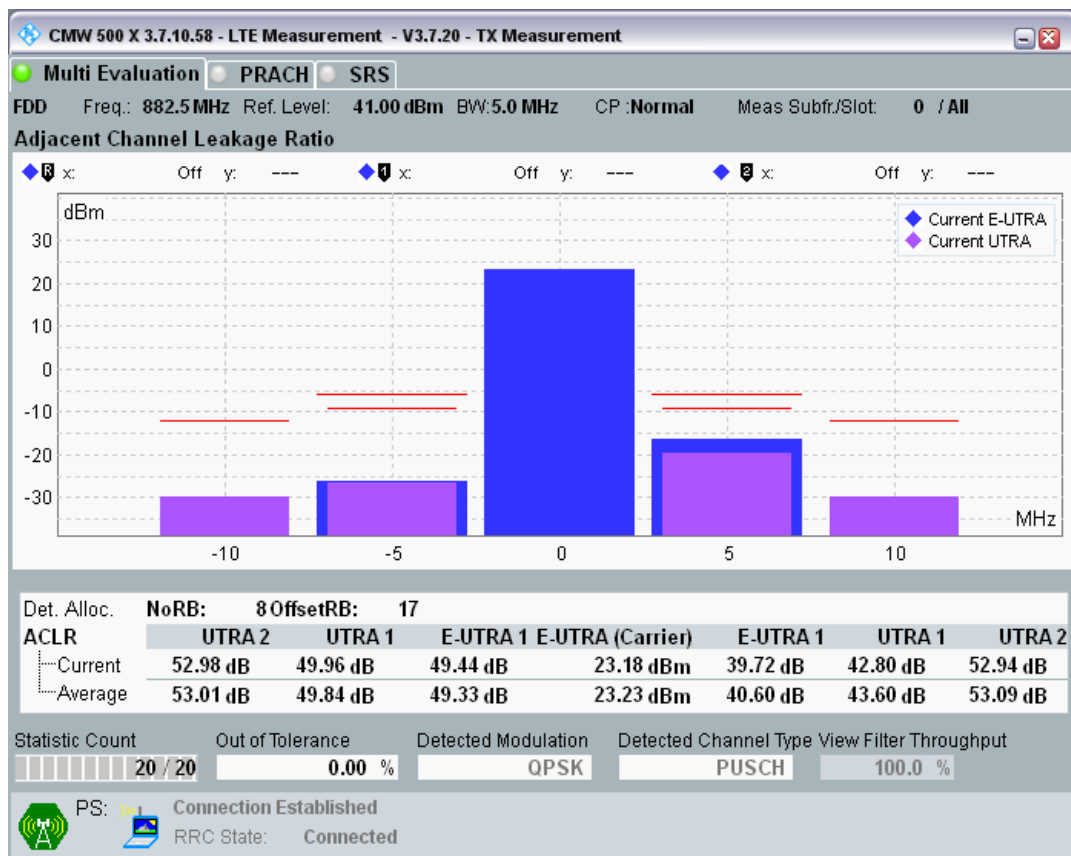 CMW 500 X 3.7.10.58 - LTE Measurement - V3.7.20 - TX Measurement
Multi Evaluation PRACH SRS
FDD Freq.: 882.5 MHz Ref. Level: 41.00 dBm BW:5.0 MHz CP :Normal Meas Subfr./Slot: 0 / All
Adjacent Channel Leakage Ratio
R x: Off y: --- 1 x: Off y: --- 2 x: Off y: ---
dBm
Current E-UTRA
Current UTRA
30
20
10
0
-10
-20
-30
MHz
-10 -5 0 5 10
Det. Alloc. NoRB: 8 OffsetRB: 17
ACLR UTRA 2 UTRA 1 E-UTRA 1 E-UTRA (Carrier) E-UTRA 1 UTRA 1 UTRA 2
Current 52.98 dB 49.96 dB 49.44 dB 23.18 dBm 39.72 dB 42.80 dB 52.94 dB
Average 53.01 dB 49.84 dB 49.33 dB 23.23 dBm 40.60 dB 43.60 dB 53.09 dB
Statistic Count Out of Tolerance Detected Modulation Detected Channel Type View Filter Throughput
20 / 20 0.00 % QPSK PUSCH 100.0 %
PS: Connection Established
RRC State: Connected